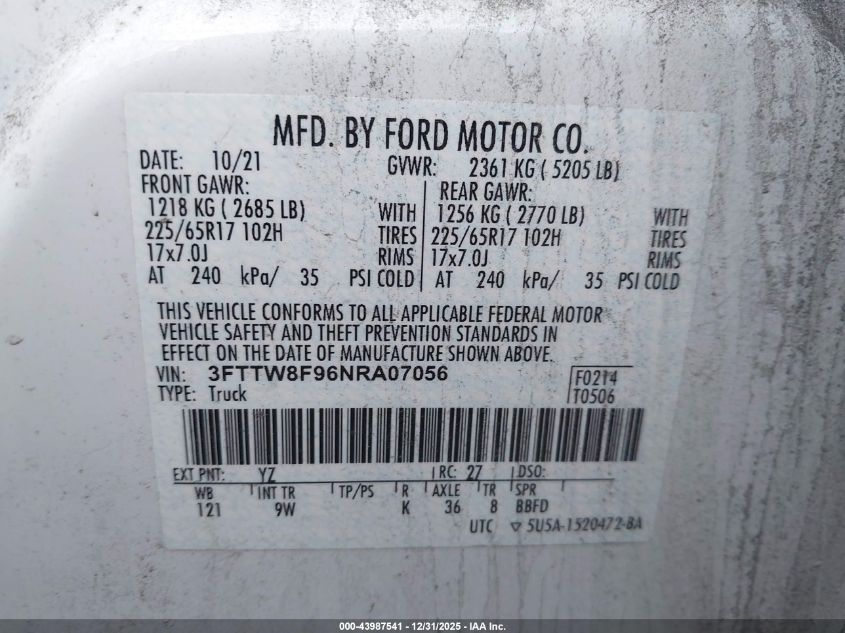 MFD. BY FORD MOTOR CO.
DATE: 10/21 GVWR: 2361 KG ( 5205 LB)
FRONT GAWR: REAR GAWR:
1218 KG ( 2685 LB) WITH 1256 KG ( 2770 LB) WITH
225/65R17 102H TIRES 225/65R17 102H TIRES
17x7.0J RIMS 17x7.0J RIMS
AT 240 kPa/ 35 PSI COLD AT 240 kPa/ 35 PSI COLD
THIS VEHICLE CONFORMS TO ALL APPLICABLE FEDERAL MOTOR
VEHICLE SAFETY AND THEFT PREVENTION STANDARDS IN
EFFECT ON THE DATE OF MANUFACTURE SHOWN ABOVE.
VIN: 3FTTW8F96NRA07056 F0214
TYPE: Truck T0506
EXT PNT: YZ RC: 27 DSO:
WB INT TR TP/PS R AXLE TR SPR
121 9W K 36 8 BBFD
UTC ▽ 5U5A-1520472-BA
000-43987541 - 12/31/2025 - IAA Inc.